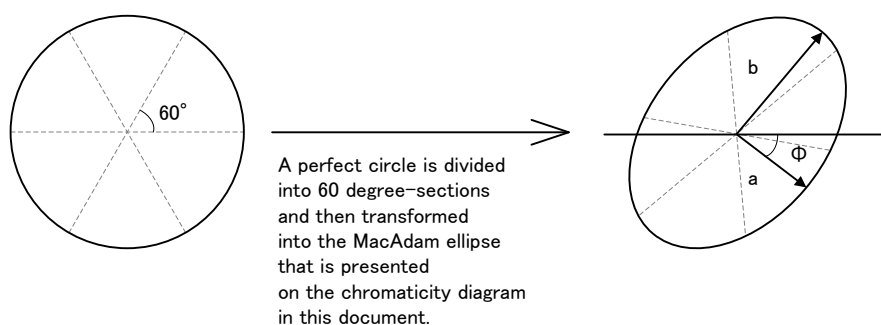 60°
A perfect circle is divided
into 60 degree-sections
and then transformed
into the MacAdam ellipse
that is presented
on the chromaticity diagram
in this document.
b
Φ
a